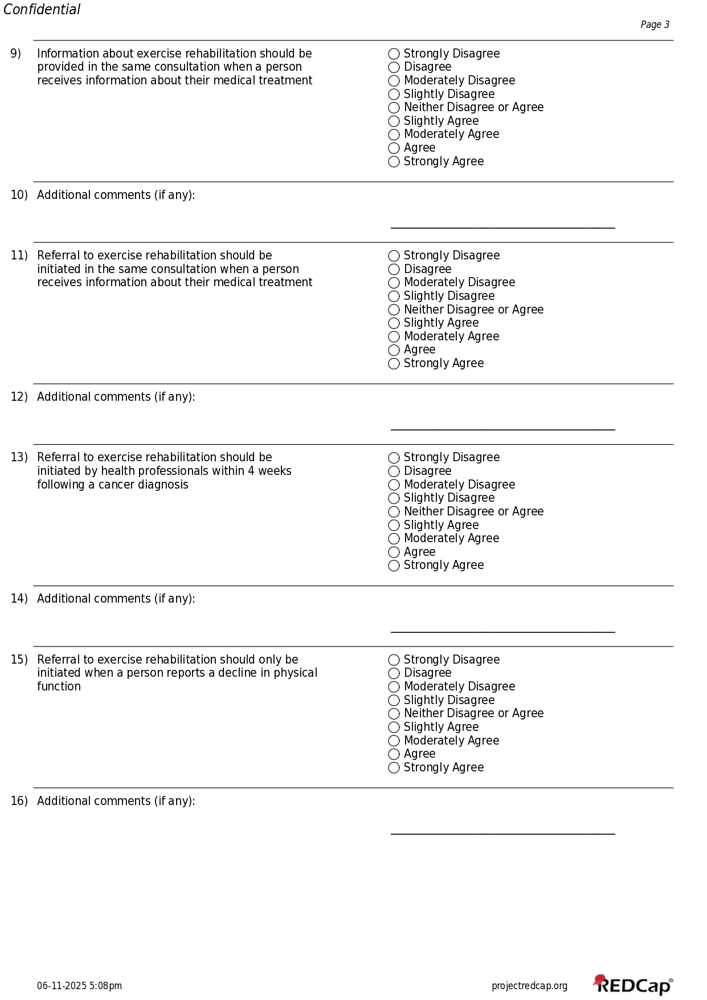 Confidential
Page 3
9) Information about exercise rehabilitation should be
provided in the same consultation when a person
receives information about their medical treatment
Strongly Disagree
Disagree
Moderately Disagree
Slightly Disagree
Neither Disagree or Agree
Slightly Agree
Moderately Agree
Agree
Strongly Agree
10) Additional comments (if any):
11) Referral to exercise rehabilitation should be
initiated in the same consultation when a person
receives information about their medical treatment
Strongly Disagree
Disagree
Moderately Disagree
Slightly Disagree
Neither Disagree or Agree
Slightly Agree
Moderately Agree
Agree
Strongly Agree
12) Additional comments (if any):
13) Referral to exercise rehabilitation should be
initiated by health professionals within 4 weeks
following a cancer diagnosis
Strongly Disagree
Disagree
Moderately Disagree
Slightly Disagree
Neither Disagree or Agree
Slightly Agree
Moderately Agree
Agree
Strongly Agree
14) Additional comments (if any):
15) Referral to exercise rehabilitation should only be
initiated when a person reports a decline in physical
function
Strongly Disagree
Disagree
Moderately Disagree
Slightly Disagree
Neither Disagree or Agree
Slightly Agree
Moderately Agree
Agree
Strongly Agree
16) Additional comments (if any):
06-11-2025 5:08pm
projectredcap.org
REDCap®